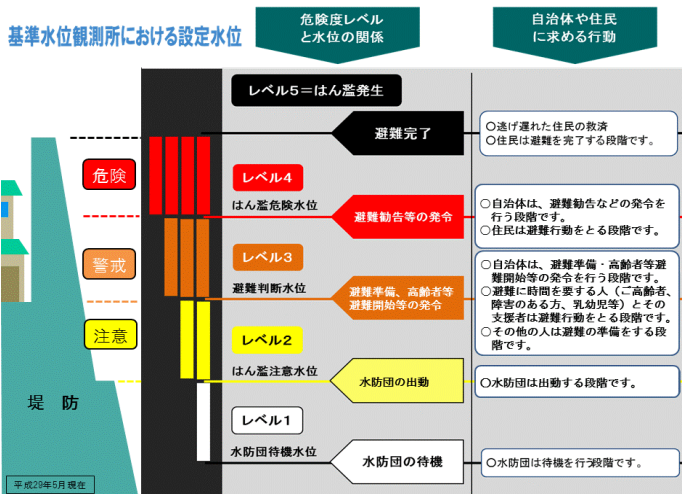 基準水位観測所における設定水位
危険度レベル
と水位の関係
自治体や住民
に求める行動
レベル5＝はん濫発生
避難完了
○逃げ遅れた住民の救済
○住民は避難を完了する段階です。
危険
レベル4
はん濫危険水位
避難勧告等の発令
○自治体は、避難勧告などの発令を
行う段階です。
○住民は避難行動をとる段階です。
警戒
レベル3
避難判断水位
避難準備、高齢者等
避難開始等の発令
○自治体は、避難準備・高齢者等避
難開始等の発令を行う段階です。
○避難に時間を要する人（ご高齢者、
障害のある方、乳幼児等）とその
支援者は避難行動をとる段階です。
○その他の人は避難の準備をする段
階です。
注意
レベル2
はん濫注意水位
水防団の出動
○水防団は出動する段階です。
堤防
レベル1
水防団待機水位
水防団の待機
○水防団は待機を行う段階です。
平成29年5月現在